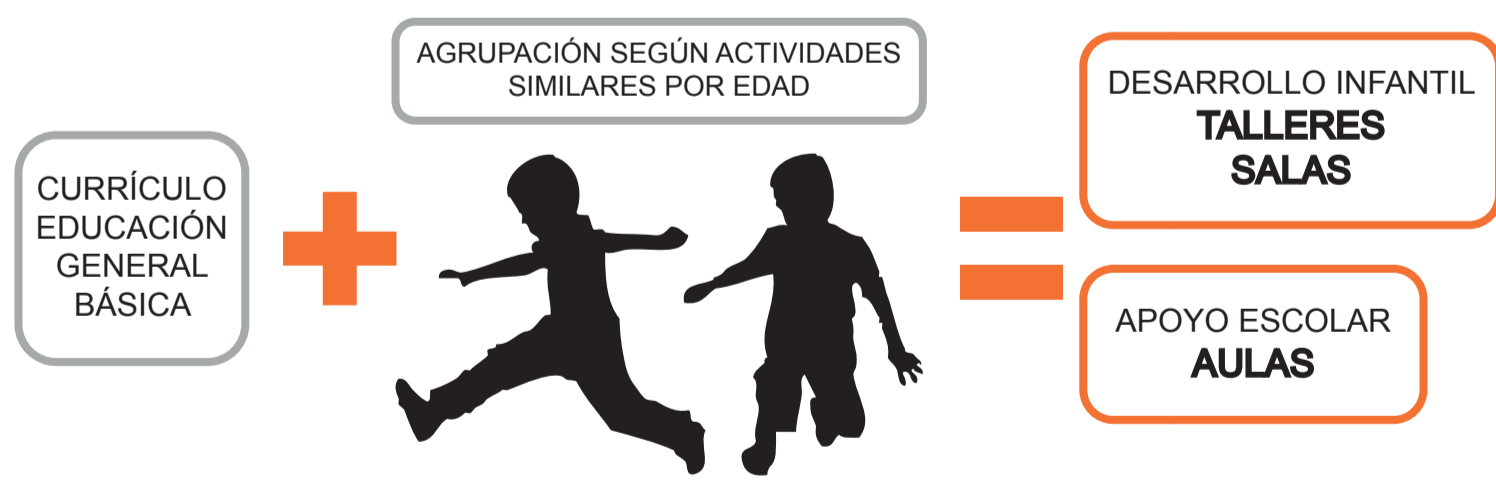 CURRÍCULO
EDUCACIÓN
GENERAL
BÁSICA
AGRUPACIÓN SEGÚN ACTIVIDADES
SIMILARES POR EDAD
DESARROLLO INFANTIL
TALLERES
SALAS
APOYO ESCOLAR
AULAS